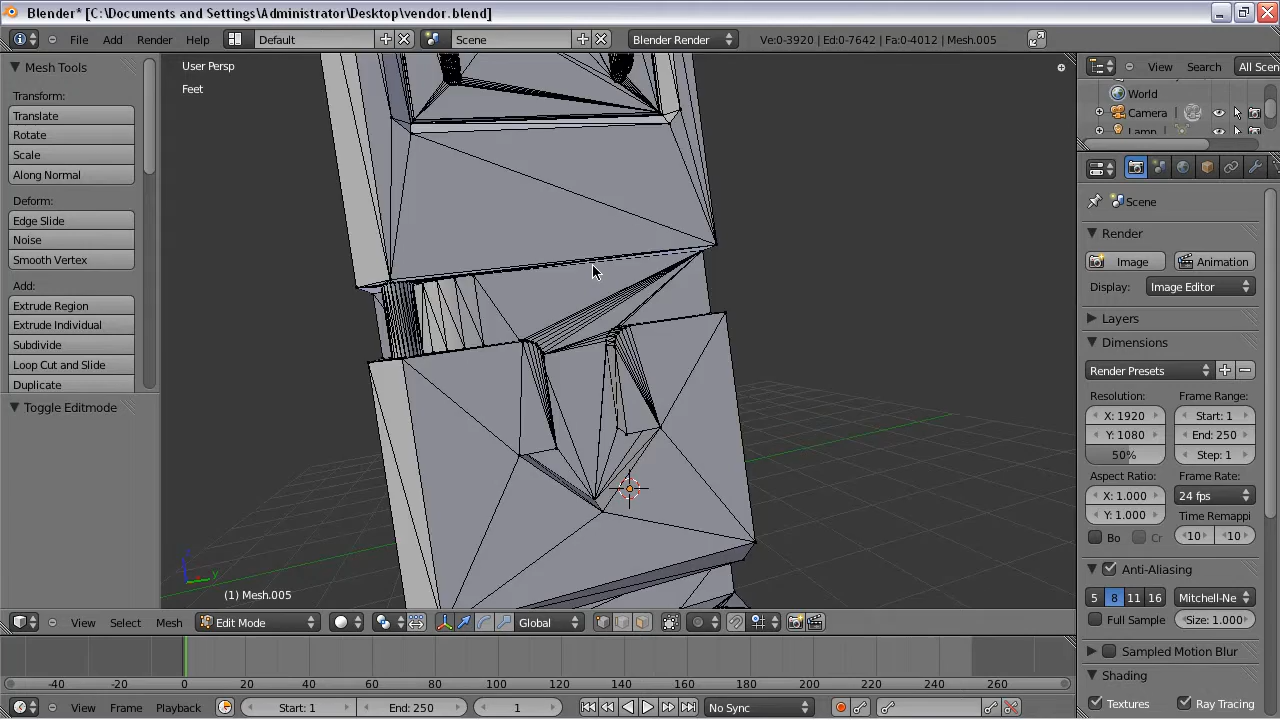 Blender* [C:\Documents and Settings\Administrator\Desktop\vendor.blend]
File Add Render Help Default Scene Blender Render Ve:0-3920 | Ed:0-7642 | Fa:0-4012 | Mesh.005
Mesh Tools
Transform:
Translate
Rotate
Scale
Along Normal
Deform:
Edge Slide
Noise
Smooth Vertex
Add:
Extrude Region
Extrude Individual
Subdivide
Loop Cut and Slide
Duplicate
Toggle Editmode
User Persp
Feet
y
(1) Mesh.005
View Select Mesh Edit Mode Global
View Search All Scen
World
Camera
Lamp
Scene
Render
Image Animation
Display: Image Editor
Layers
Dimensions
Render Presets
Resolution: Frame Range:
X: 1920 Start: 1
Y: 1080 End: 250
50% Step: 1
Aspect Ratio: Frame Rate:
X: 1.000 24 fps
Y: 1.000 Time Remappi
Bo Cr 10 10
Anti-Aliasing
5 8 11 16 Mitchell-Ne
Full Sample Size: 1.000
Sampled Motion Blur
Shading
Textures Ray Tracing
-40 -20 0 20 40 60 80 100 120 140 160 180 200 220 240 260
View Frame Playback Start: 1 End: 250 1 No Sync